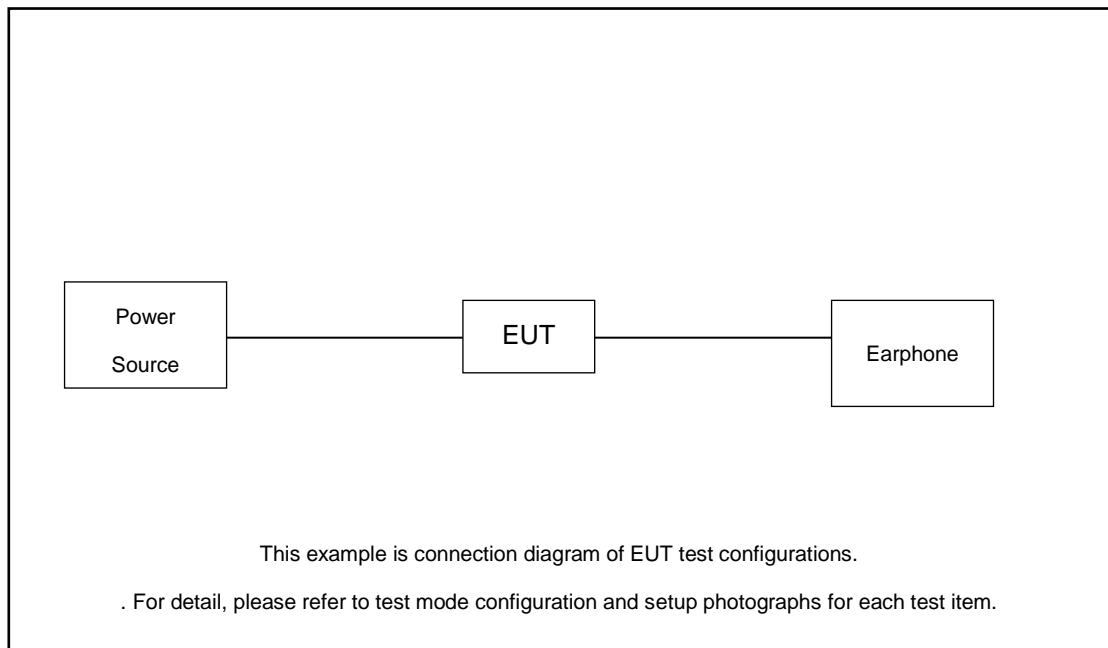 Power
Source
EUT
Earphone
This example is connection diagram of EUT test configurations.
. For detail, please refer to test mode configuration and setup photographs for each test item.